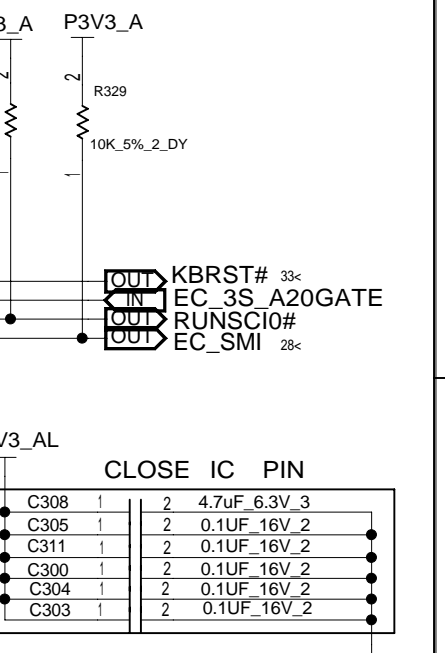 3_A P3V3_A
2 2
R329
10K_5%_2_DY
1 1
OUT KBRST# 33<
IN EC_3S_A20GATE
OUT RUNSCI0#
OUT EC_SMI 28<
V3_AL
CLOSE IC PIN
C308 1 2 4.7uF_6.3V_3
C305 1 2 0.1UF_16V_2
C311 1 2 0.1UF_16V_2
C300 1 2 0.1UF_16V_2
C304 1 2 0.1UF_16V_2
C303 1 2 0.1UF_16V_2